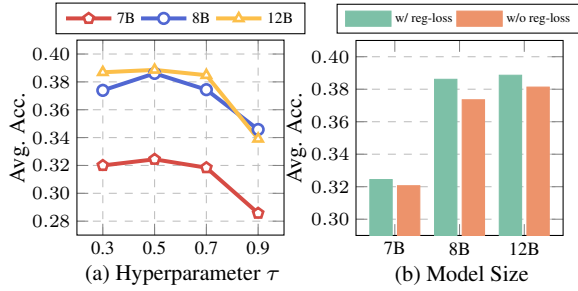 7B 8B 12B
Avg. Acc.
0.40
0.38
0.36
0.34
0.32
0.30
0.28
0.3 0.5 0.7 0.9
(a) Hyperparameter τ
w/ reg-loss w/o reg-loss
Avg. Acc.
0.40
0.38
0.36
0.34
0.32
0.30
7B 8B 12B
(b) Model Size